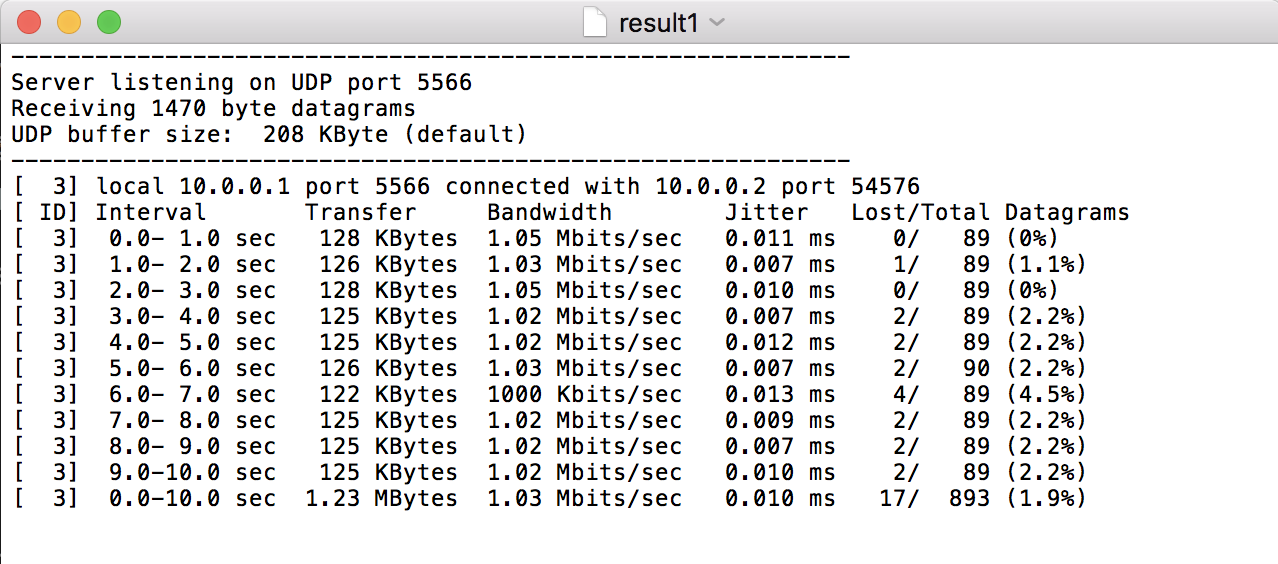 result1
------------------------------------------------------------
Server listening on UDP port 5566
Receiving 1470 byte datagrams
UDP buffer size:  208 KByte (default)
------------------------------------------------------------
[  3] local 10.0.0.1 port 5566 connected with 10.0.0.2 port 54576
[ ID] Interval       Transfer     Bandwidth        Jitter   Lost/Total Datagrams
[  3]  0.0- 1.0 sec   128 KBytes  1.05 Mbits/sec   0.011 ms    0/   89 (0%)
[  3]  1.0- 2.0 sec   126 KBytes  1.03 Mbits/sec   0.007 ms    1/   89 (1.1%)
[  3]  2.0- 3.0 sec   128 KBytes  1.05 Mbits/sec   0.010 ms    0/   89 (0%)
[  3]  3.0- 4.0 sec   125 KBytes  1.02 Mbits/sec   0.007 ms    2/   89 (2.2%)
[  3]  4.0- 5.0 sec   125 KBytes  1.02 Mbits/sec   0.012 ms    2/   89 (2.2%)
[  3]  5.0- 6.0 sec   126 KBytes  1.03 Mbits/sec   0.007 ms    2/   90 (2.2%)
[  3]  6.0- 7.0 sec   122 KBytes  1000 Kbits/sec   0.013 ms    4/   89 (4.5%)
[  3]  7.0- 8.0 sec   125 KBytes  1.02 Mbits/sec   0.009 ms    2/   89 (2.2%)
[  3]  8.0- 9.0 sec   125 KBytes  1.02 Mbits/sec   0.007 ms    2/   89 (2.2%)
[  3]  9.0-10.0 sec   125 KBytes  1.02 Mbits/sec   0.010 ms    2/   89 (2.2%)
[  3]  0.0-10.0 sec  1.23 MBytes  1.03 Mbits/sec   0.010 ms   17/  893 (1.9%)